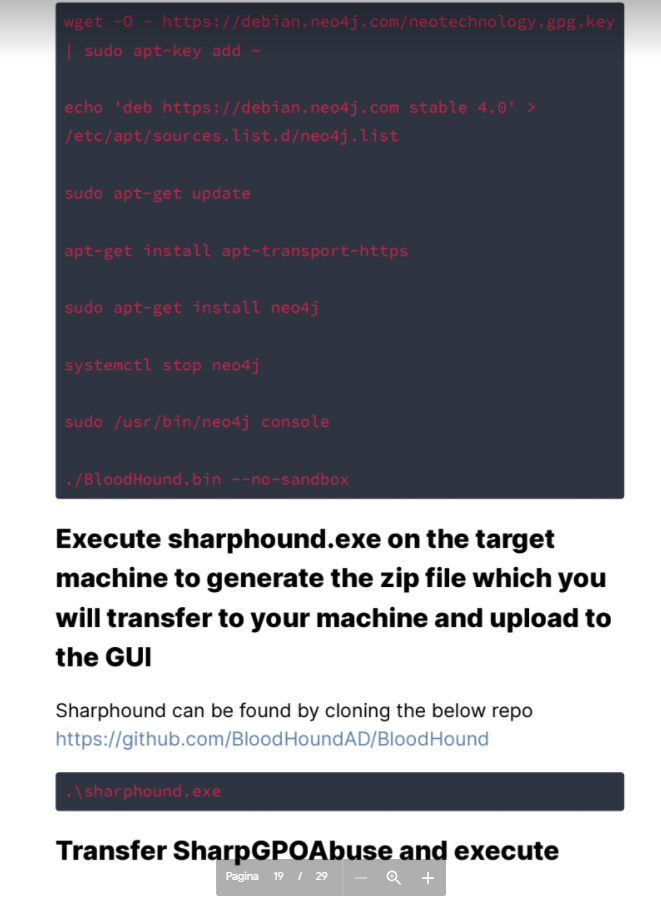 wget -O - https://debian.neo4j.com/neotechnology.gpg.key
| sudo apt-key add -
echo 'deb https://debian.neo4j.com stable 4.0' >
/etc/apt/sources.list.d/neo4j.list
sudo apt-get update
apt-get install apt-transport-https
sudo apt-get install neo4j
systemctl stop neo4j
sudo /usr/bin/neo4j console
./BloodHound.bin --no-sandbox
Execute sharphound.exe on the target
machine to generate the zip file which you
will transfer to your machine and upload to
the GUI
Sharphound can be found by cloning the below repo
https://github.com/BloodHoundAD/BloodHound
.\sharphound.exe
Transfer SharpGPOAbuse and execute
Pagina 19 / 29